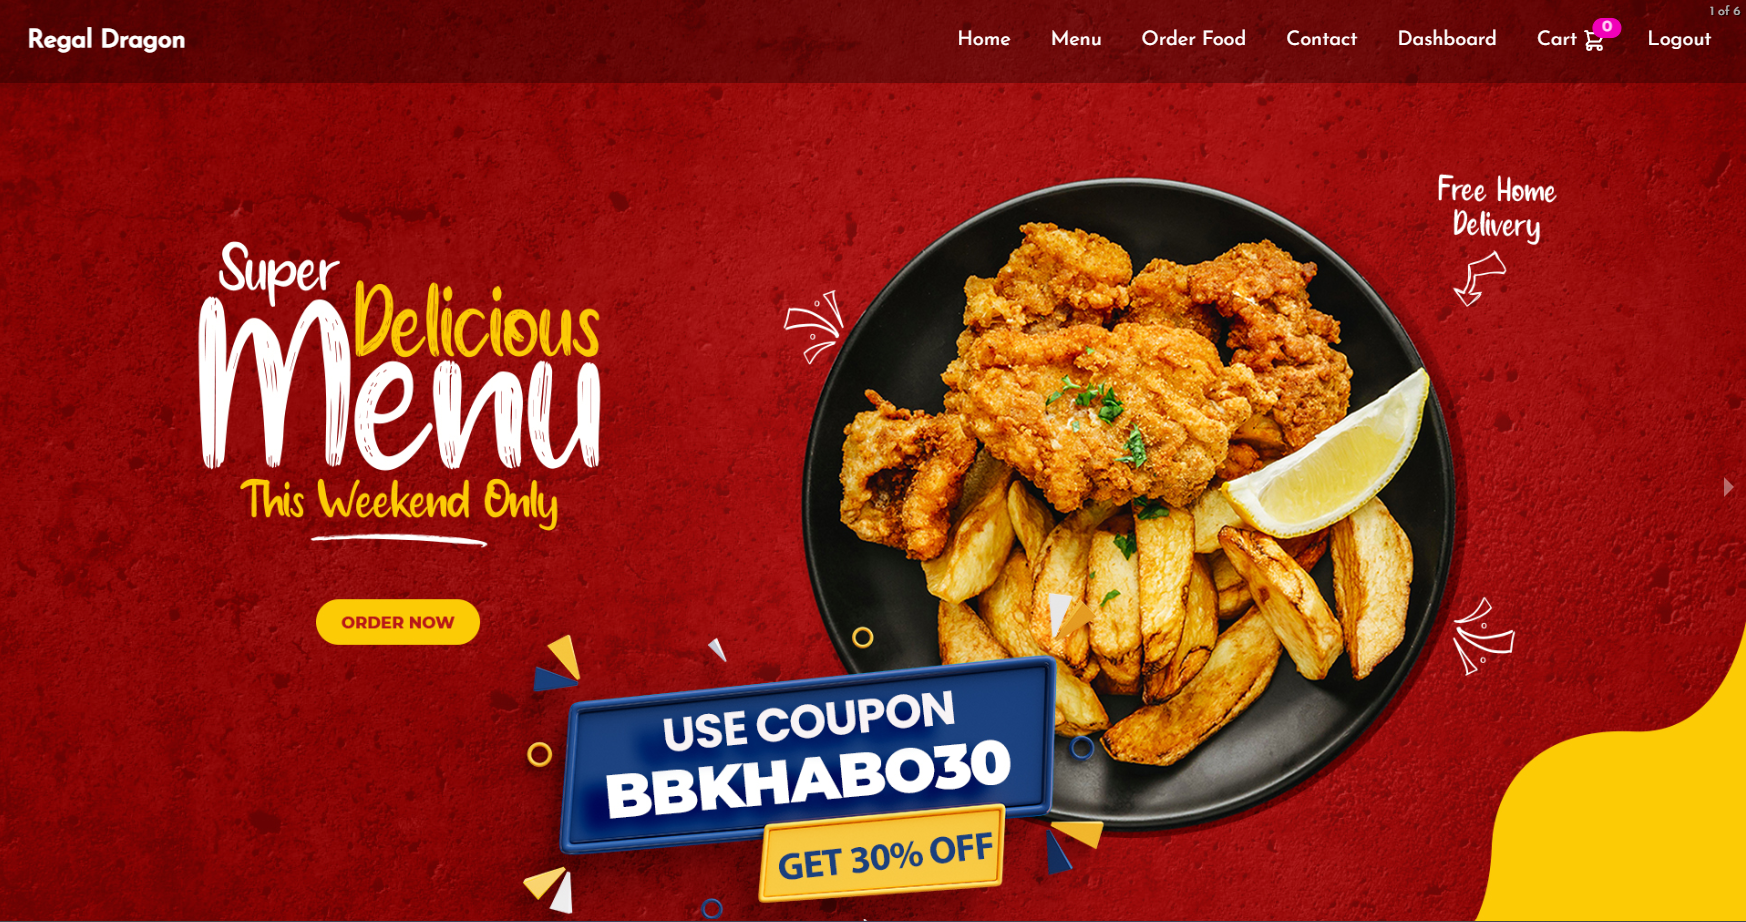 Regal Dragon
Home Menu Order Food Contact Dashboard Cart 0 Logout
1 of 6
Free Home
Delivery
Super
Delicious
Menu
This Weekend Only
ORDER NOW
USE COUPON
BBKHABO30
GET 30% OFF